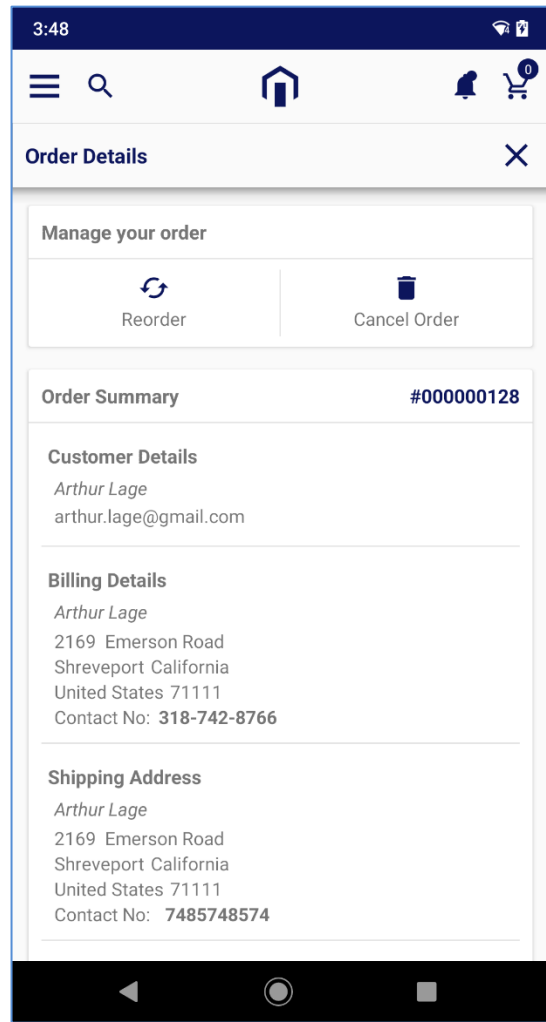 3:48
0
Order Details
Manage your order
Reorder
Cancel Order
Order Summary #000000128
Customer Details
Arthur Lage
arthur.lage@gmail.com
Billing Details
Arthur Lage
2169 Emerson Road
Shreveport California
United States 71111
Contact No: 318-742-8766
Shipping Address
Arthur Lage
2169 Emerson Road
Shreveport California
United States 71111
Contact No: 7485748574